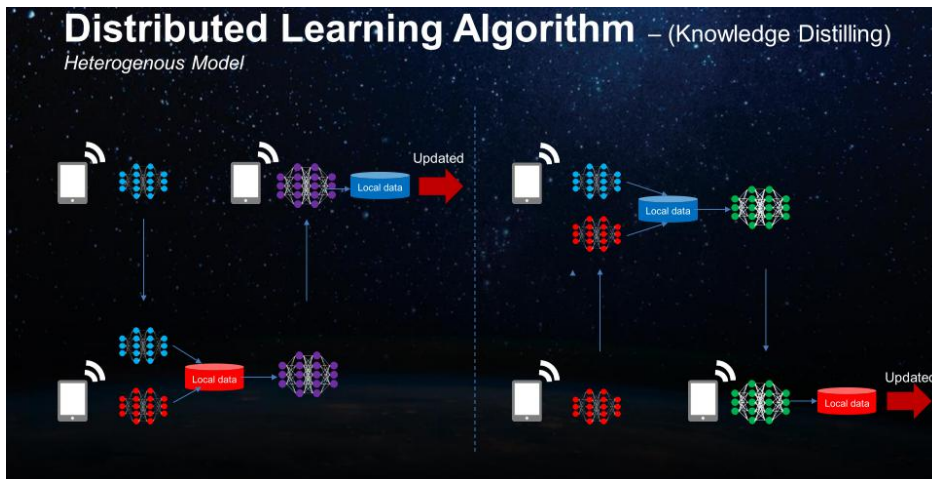 Distributed Learning Algorithm – (Knowledge Distilling)
Heterogenous Model
Updated
Local data
Local data
Local data
Updated
Local data